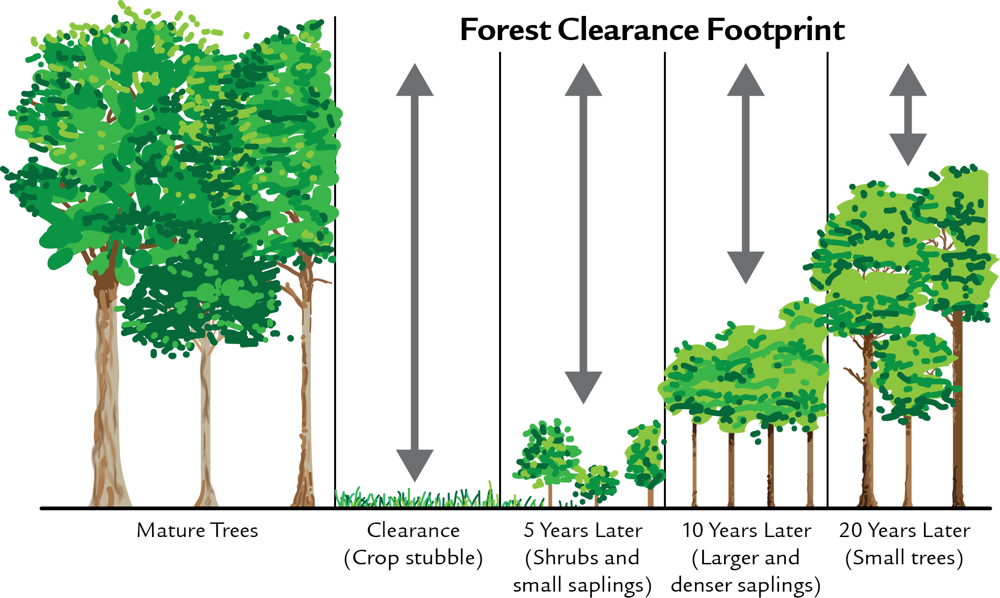 Forest Clearance Footprint
Mature Trees
Clearance
(Crop stubble)
5 Years Later
(Shrubs and
small saplings)
10 Years Later
(Larger and
denser saplings)
20 Years Later
(Small trees)